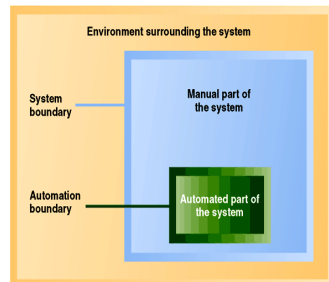 Environment surrounding the system
System
boundary
Manual part of
the system
Automation
boundary
Automated part of
the system